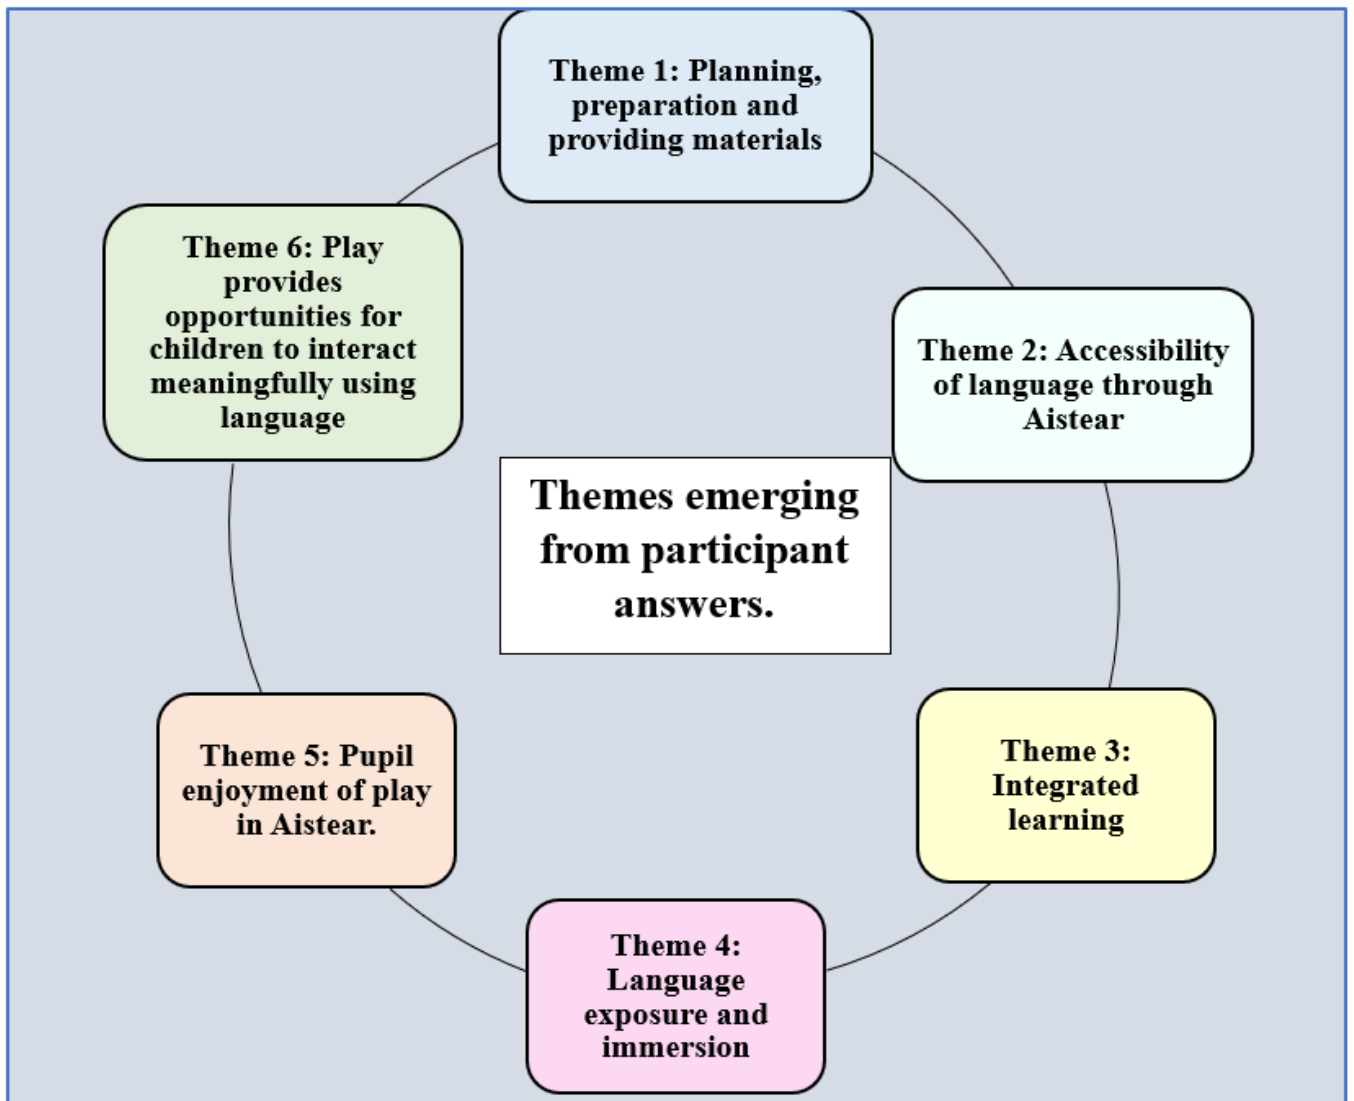 Theme 1: Planning,
preparation and
providing materials
Theme 2: Accessibility
of language through
Aistear
Theme 3:
Integrated
learning
Theme 4:
Language
exposure and
immersion
Theme 5: Pupil
enjoyment of play
in Aistear.
Theme 6: Play
provides
opportunities for
children to interact
meaningfully using
language
Themes emerging
from participant
answers.